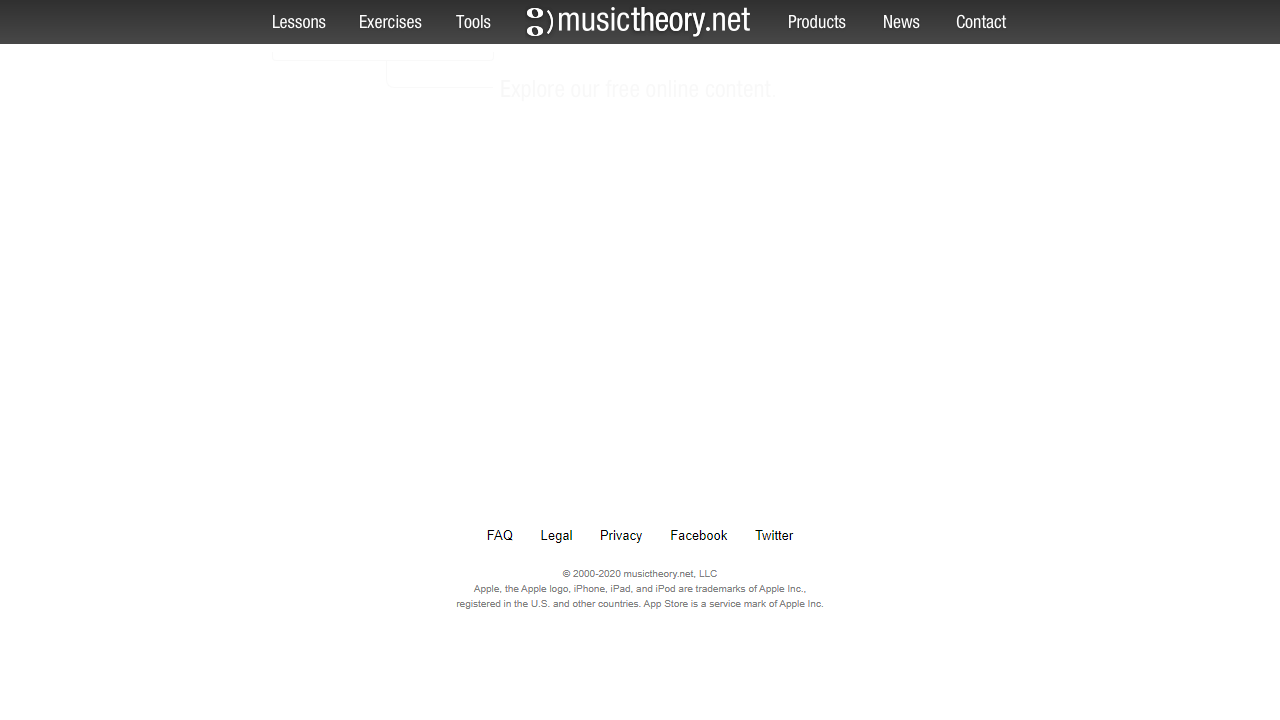 Lessons Exercises Tools musictheory.net Products News Contact
Explore our free online content.
FAQ Legal Privacy Facebook Twitter
© 2000-2020 musictheory.net, LLC
Apple, the Apple logo, iPhone, iPad, and iPod are trademarks of Apple Inc.,
registered in the U.S. and other countries. App Store is a service mark of Apple Inc.